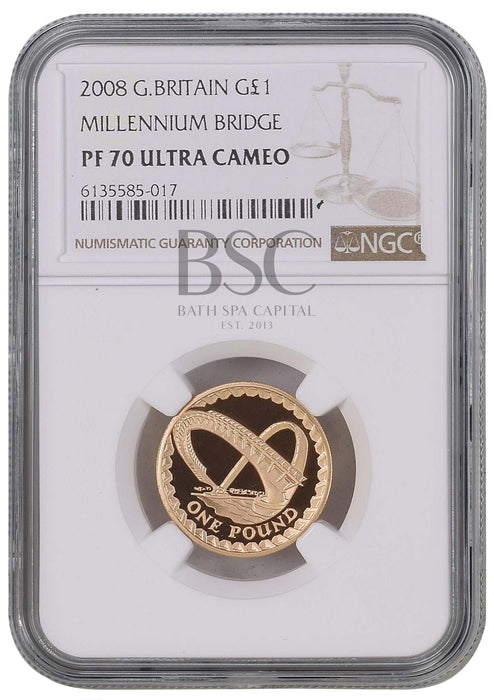 2008 G.BRITAIN G£1
MILLENNIUM BRIDGE
PF 70 ULTRA CAMEO
6135585-017
NUMISMATIC GUARANTY CORPORATION
NGC®
BSC
BATH SPA CAPITAL
EST. 2013
ONE POUND